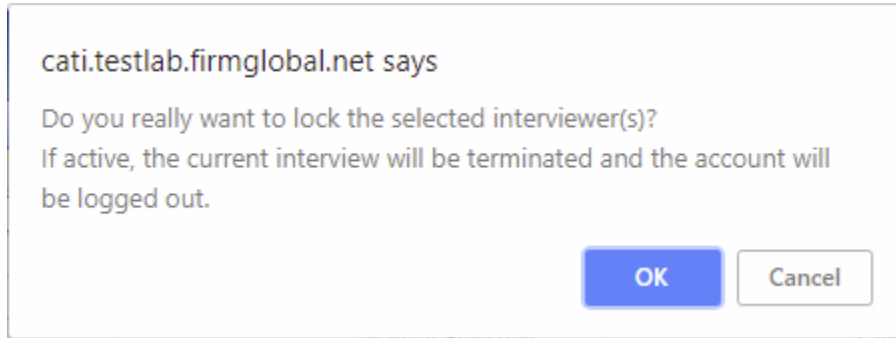 cati.testlab.firmglobal.net says
Do you really want to lock the selected interviewer(s)?
If active, the current interview will be terminated and the account will
be logged out.
OK Cancel